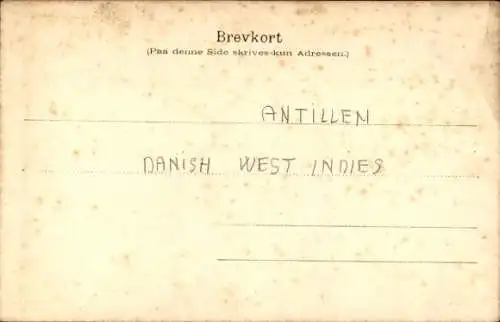 Brevkort
(Paa denne Side skrives kun Adressen.)
ANTILLEN
DANISH WEST INDIES